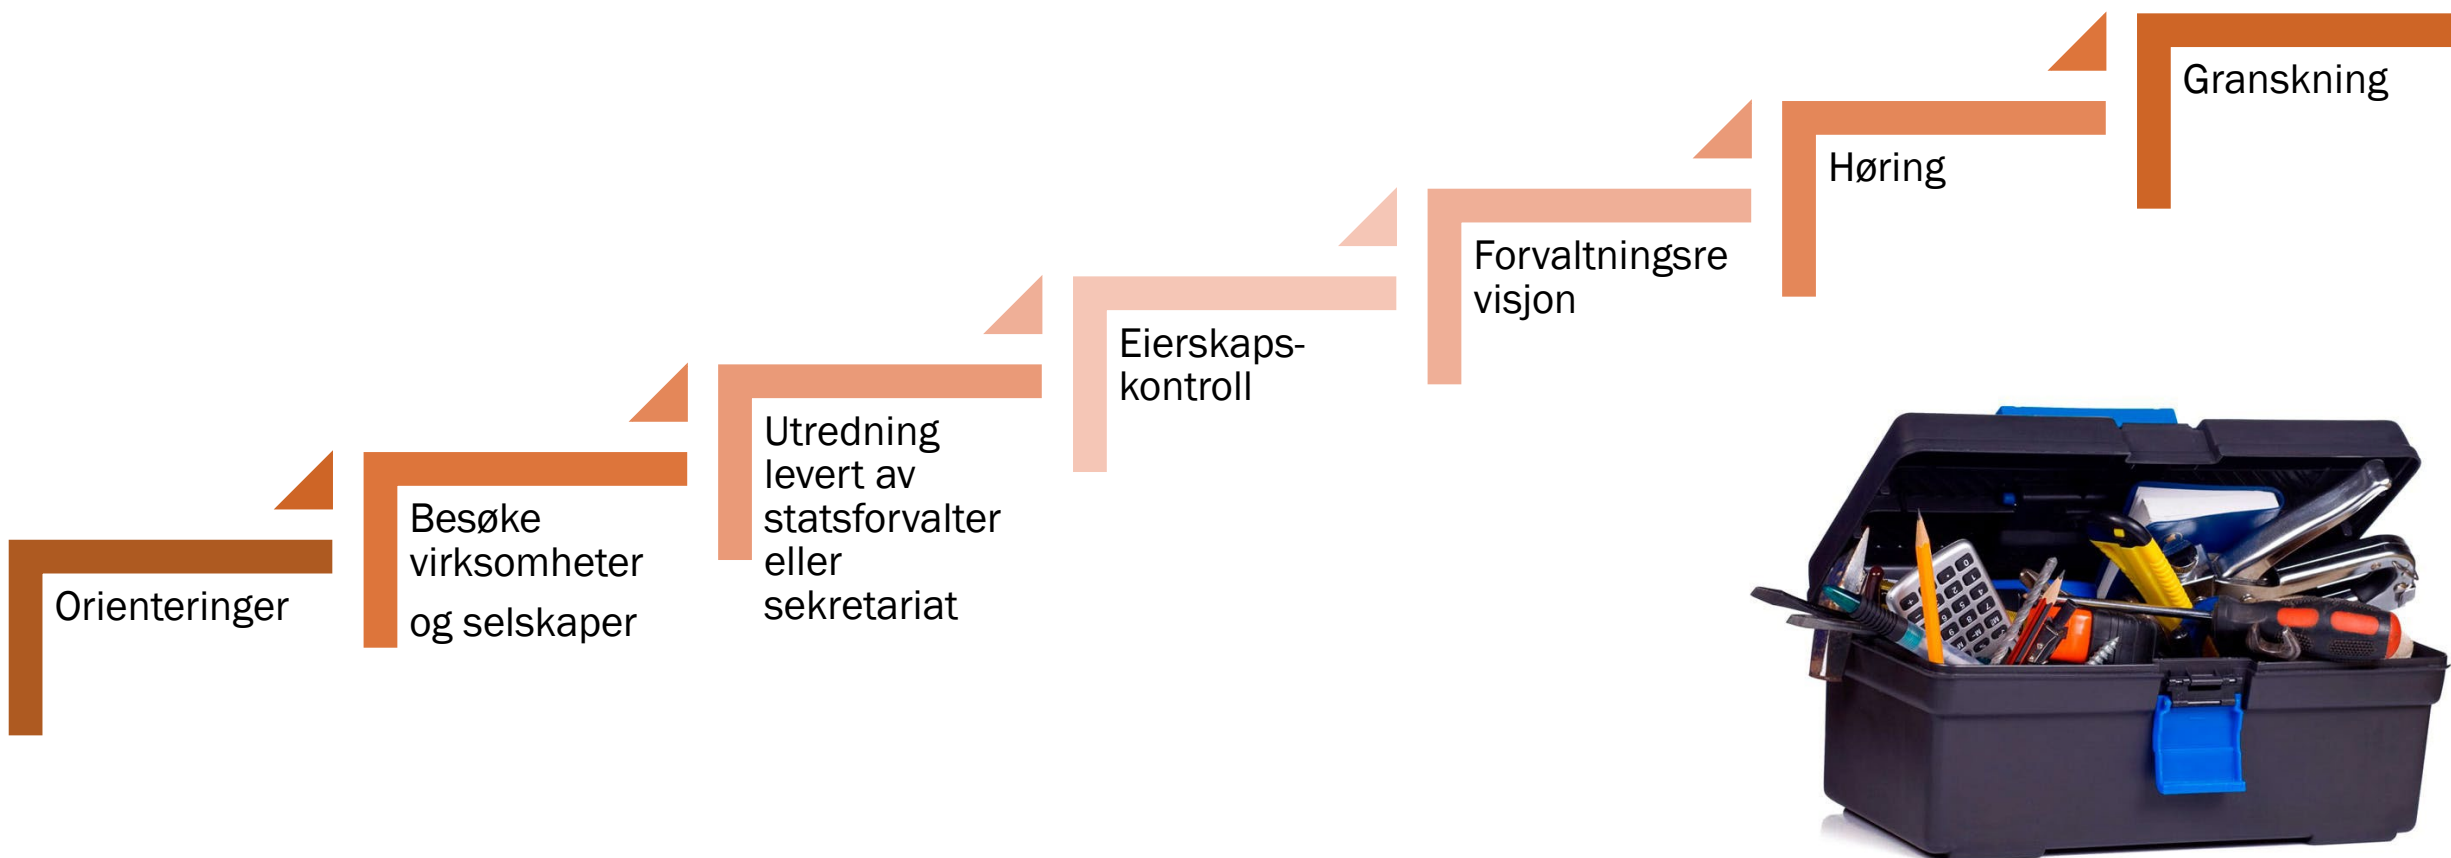 Orienteringer
Besøke
virksomheter
og selskaper
Utredning
levert av
statsforvalter
eller
sekretariat
Eierskaps-
kontroll
Forvaltningsre
visjon
Høring
Granskning